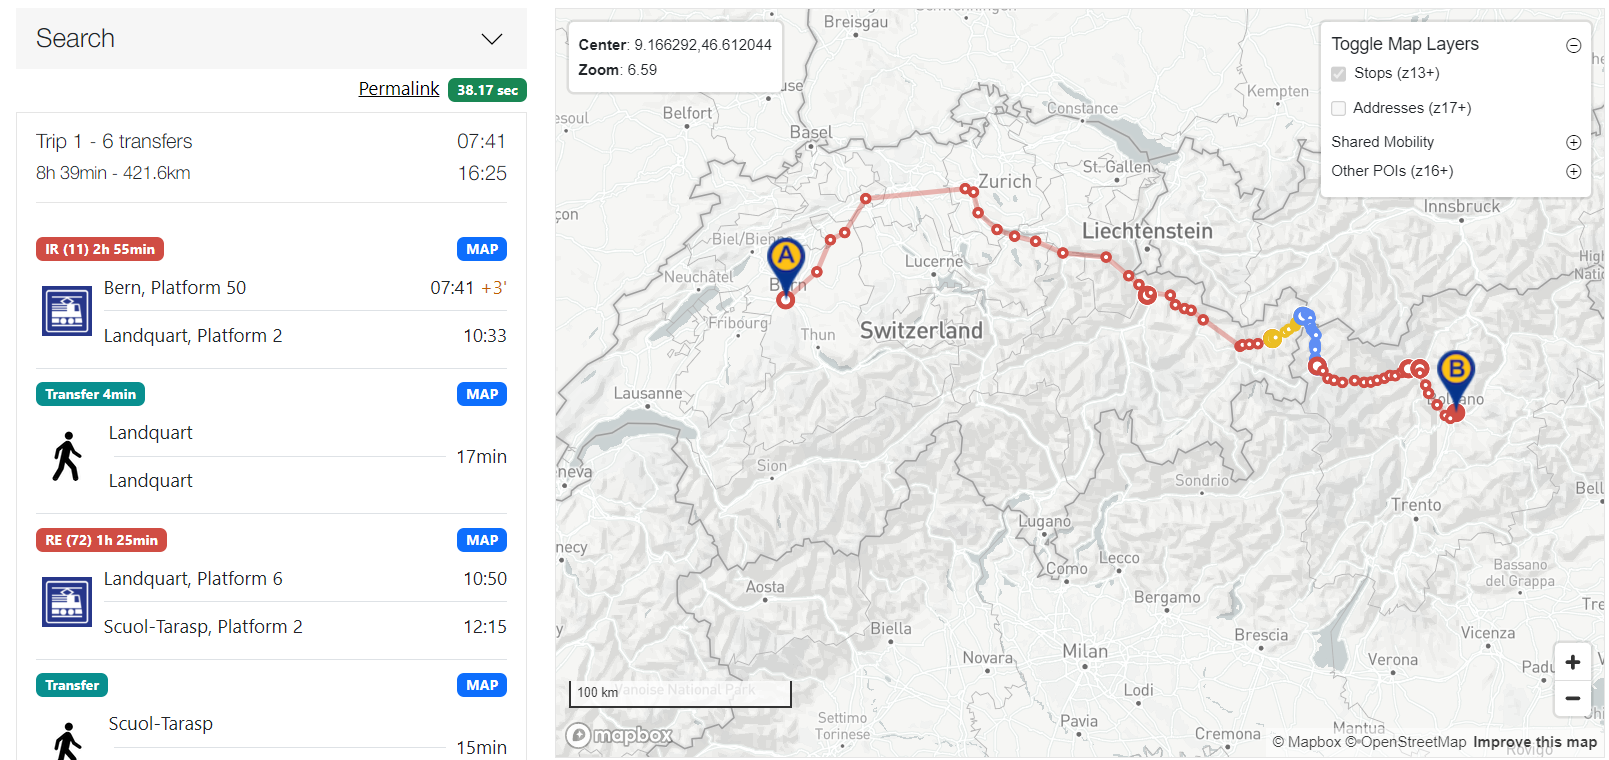 Search
Permalink 38.17 sec
Trip 1 - 6 transfers 07:41
8h 39min - 421.6km 16:25
IR (11) 2h 55min MAP
Bern, Platform 50 07:41 +3'
Landquart, Platform 2 10:33
Transfer 4min MAP
Landquart
17min
Landquart
RE (72) 1h 25min MAP
Landquart, Platform 6 10:50
Scuol-Tarasp, Platform 2 12:15
Transfer MAP
Scuol-Tarasp
15min
Center: 9.166292,46.612044
Zoom: 6.59
Toggle Map Layers
Stops (z13+)
Addresses (z17+)
Shared Mobility
Other POIs (z16+)
Breisgau
Belfort
Basel
Constance
Kempten
St. Gallen
Zurich
Innsbruck
Liechtenstein
Biel/Bienne
Lucerne
Neuchâtel
A
Bern
Fribourg
Thun
Switzerland
B
Bolzano
Lausanne
Sion
Sondrio
Trento
Lugano
Lecco
Como
Aosta
Bergamo
Bassano
del Grappa
Biella
Brescia
Vicenza
Milan
Verona
Novara
Lodi
100 km
Vanoise National Park
Settimo
Torinese
Pavia
Cremona
Mantua
Rovigo
mapbox
© Mapbox © OpenStreetMap Improve this map